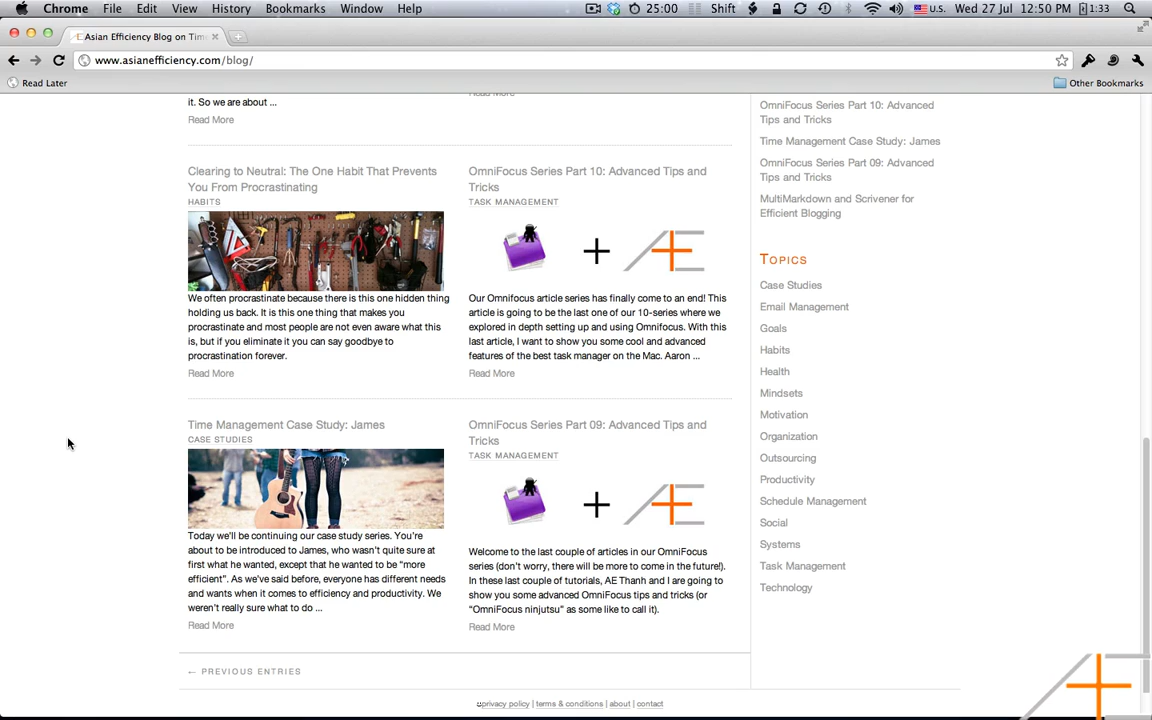 Chrome File Edit View History Bookmarks Window Help 25:00 Shift U.S. Wed 27 Jul 12:50 PM 1:33
Asian Efficiency Blog on Tim
www.asianefficiency.com/blog/
Read Later Other Bookmarks
it. So we are about ...
Read More
Read More
Clearing to Neutral: The One Habit That Prevents
You From Procrastinating
HABITS
We often procrastinate because there is this one hidden thing
holding us back. It is this one thing that makes you
procrastinate and most people are not even aware what this
is, but if you eliminate it you can say goodbye to
procrastination forever.
Read More
OmniFocus Series Part 10: Advanced Tips and
Tricks
TASK MANAGEMENT
+ AE
Our Omnifocus article series has finally come to an end! This
article is going to be the last one of our 10-series where we
explored in depth setting up and using Omnifocus. With this
last article, I want to show you some cool and advanced
features of the best task manager on the Mac. Aaron ...
Read More
Time Management Case Study: James
CASE STUDIES
Today we'll be continuing our case study series. You're
about to be introduced to James, who wasn't quite sure at
first what he wanted, except that he wanted to be “more
efficient”. As we've said before, everyone has different needs
and wants when it comes to efficiency and productivity. We
weren't really sure what to do ...
Read More
OmniFocus Series Part 09: Advanced Tips and
Tricks
TASK MANAGEMENT
+ AE
Welcome to the last couple of articles in our OmniFocus
series (don't worry, there will be more to come in the future!).
In these last couple of tutorials, AE Thanh and I are going to
show you some advanced OmniFocus tips and tricks (or
“OmniFocus ninjutsu” as some like to call it).
Read More
← PREVIOUS ENTRIES
OmniFocus Series Part 10: Advanced
Tips and Tricks
Time Management Case Study: James
OmniFocus Series Part 09: Advanced
Tips and Tricks
MultiMarkdown and Scrivener for
Efficient Blogging
TOPICS
Case Studies
Email Management
Goals
Habits
Health
Mindsets
Motivation
Organization
Outsourcing
Productivity
Schedule Management
Social
Systems
Task Management
Technology
privacy policy | terms & conditions | about | contact
AE